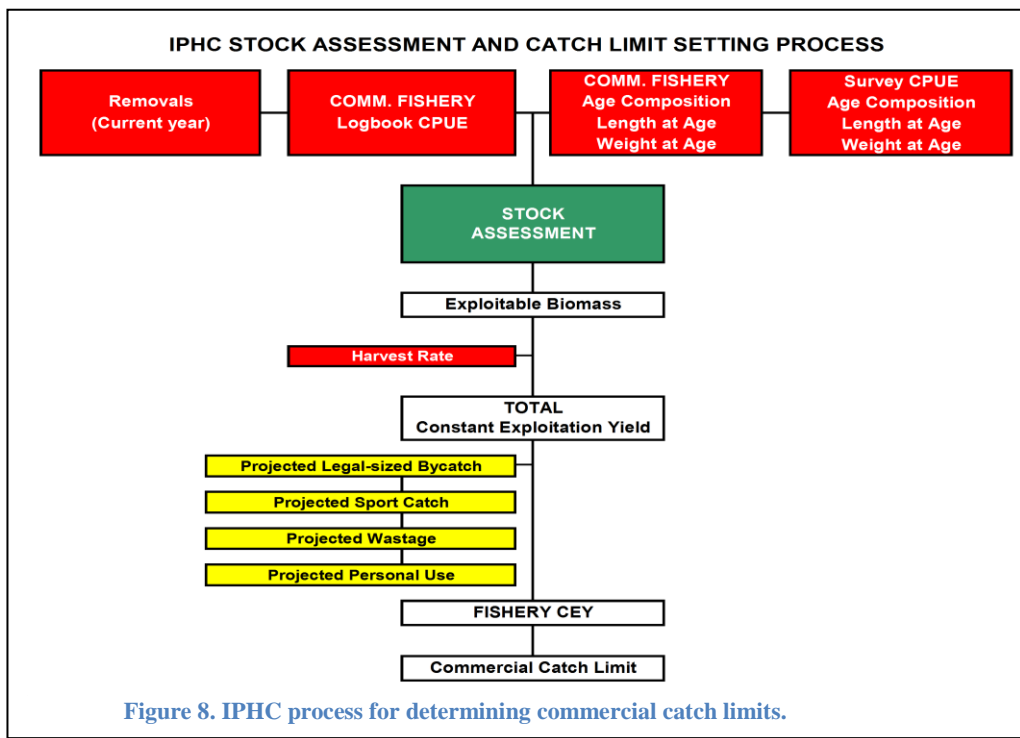 IPHC STOCK ASSESSMENT AND CATCH LIMIT SETTING PROCESS
Removals
(Current year)
COMM. FISHERY
Logbook CPUE
COMM. FISHERY
Age Composition
Length at Age
Weight at Age
Survey CPUE
Age Composition
Length at Age
Weight at Age
STOCK
ASSESSMENT
Exploitable Biomass
Harvest Rate
TOTAL
Constant Exploitation Yield
Projected Legal-sized Bycatch
Projected Sport Catch
Projected Wastage
Projected Personal Use
FISHERY CEY
Commercial Catch Limit
Figure 8. IPHC process for determining commercial catch limits.